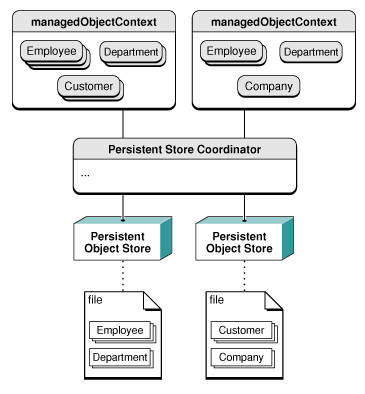 managedObjectContext
managedObjectContext
Employee
Department
Customer
Employee
Department
Company
Persistent Store Coordinator
...
Persistent
Object Store
Persistent
Object Store
file
Employee
Department
file
Customer
Company